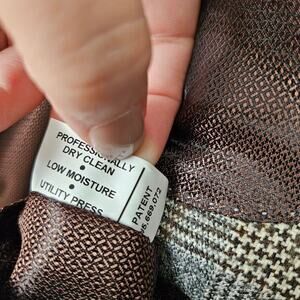 PROFESSIONALLY
DRY CLEAN
•
LOW MOISTURE
•
UTILITY PRESS
PATENT